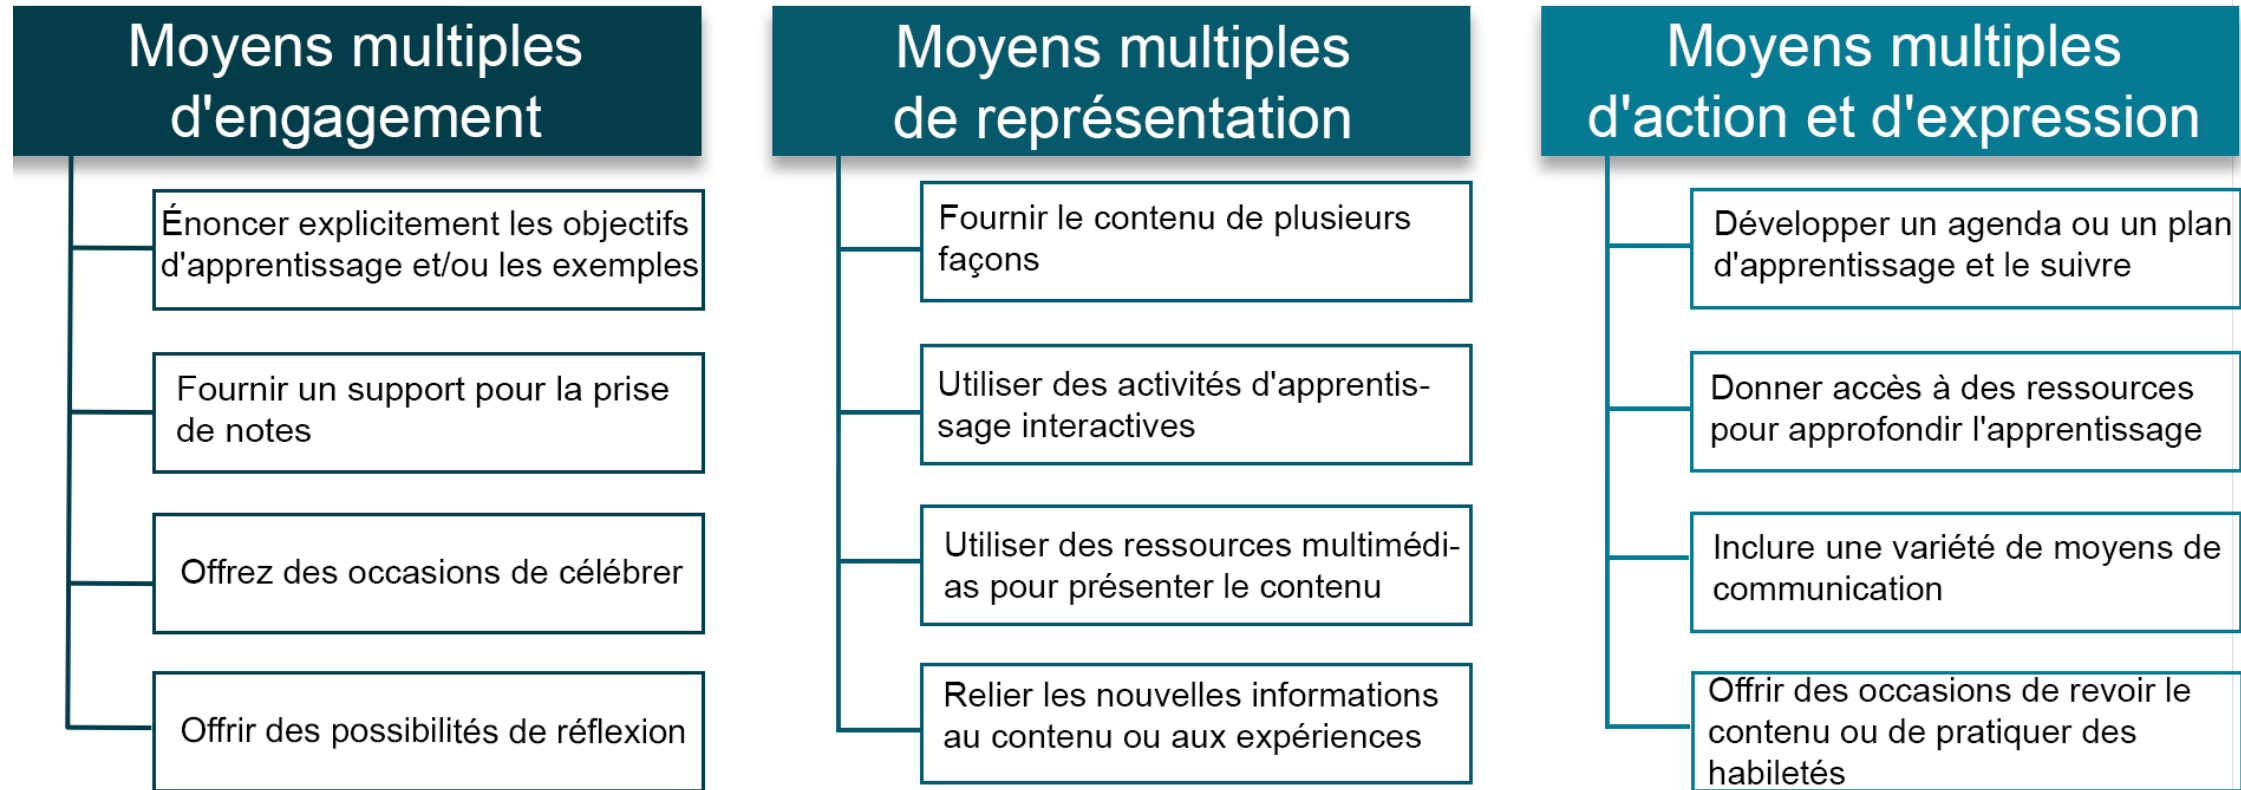 Moyens multiples
d'engagement
Énoncer explicitement les objectifs
d'apprentissage et/ou les exemples
Fournir un support pour la prise
de notes
Offrez des occasions de célébrer
Offrir des possibilités de réflexion
Moyens multiples
de représentation
Fournir le contenu de plusieurs
façons
Utiliser des activités d'apprentis-
sage interactives
Utiliser des ressources multimédi-
as pour présenter le contenu
Relier les nouvelles informations
au contenu ou aux expériences
Moyens multiples
d'action et d'expression
Développer un agenda ou un plan
d'apprentissage et le suivre
Donner accès à des ressources
pour approfondir l'apprentissage
Inclure une variété de moyens de
communication
Offrir des occasions de revoir le
contenu ou de pratiquer des
habiletés